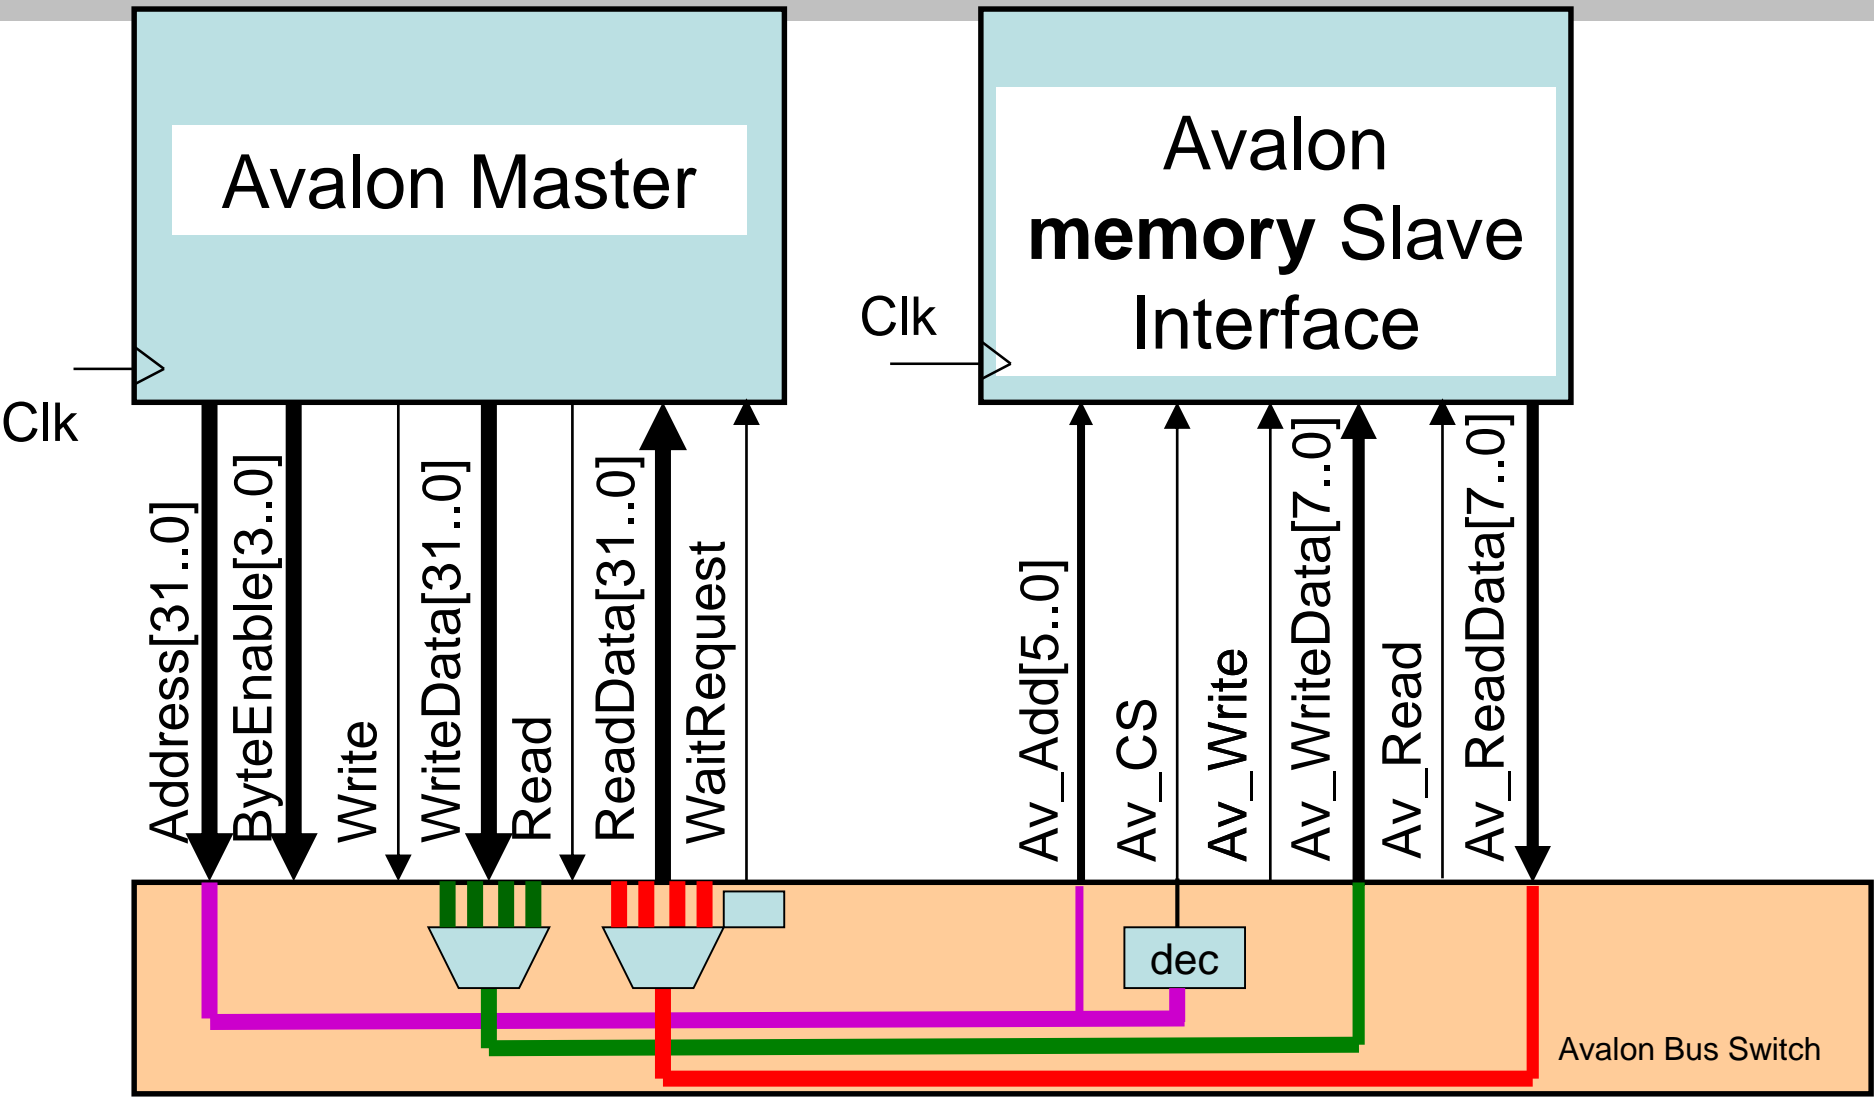 Avalon Master
Avalon
memory Slave
Interface
Clk
Clk
Address[31..0]
ByteEnable[3..0]
Write
WriteData[31..0]
Read
ReadData[31..0]
WaitRequest
Av_Add[5..0]
Av_CS
Av_Write
Av_WriteData[7..0]
Av_Read
Av_ReadData[7..0]
dec
Avalon Bus Switch